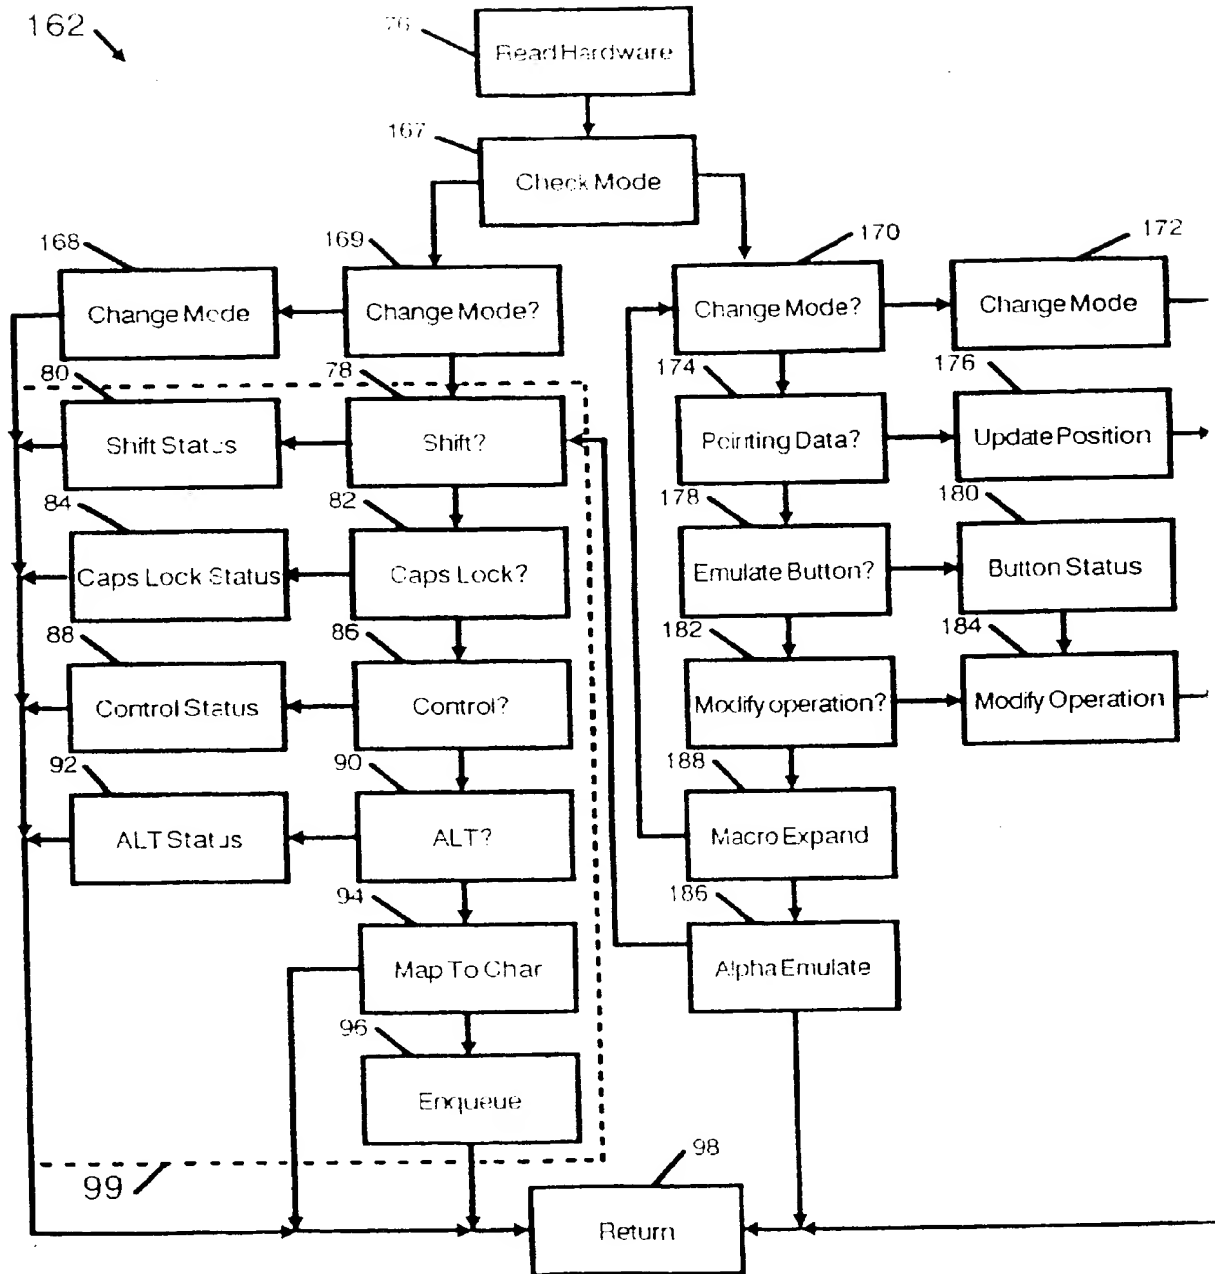 162
76
Read Hardware
167
Check Mode
168
169
170
172
Change Mode
Change Mode?
Change Mode?
Change Mode
80
78
174
176
Shift Status
Shift?
Pointing Data?
Update Position
84
82
178
180
Caps Lock Status
Caps Lock?
Emulate Button?
Button Status
88
86
182
184
Control Status
Control?
Modify operation?
Modify Operation
92
90
188
ALT Status
ALT?
Macro Expand
94
186
Map To Char
Alpha Emulate
96
Enqueue
99
98
Return